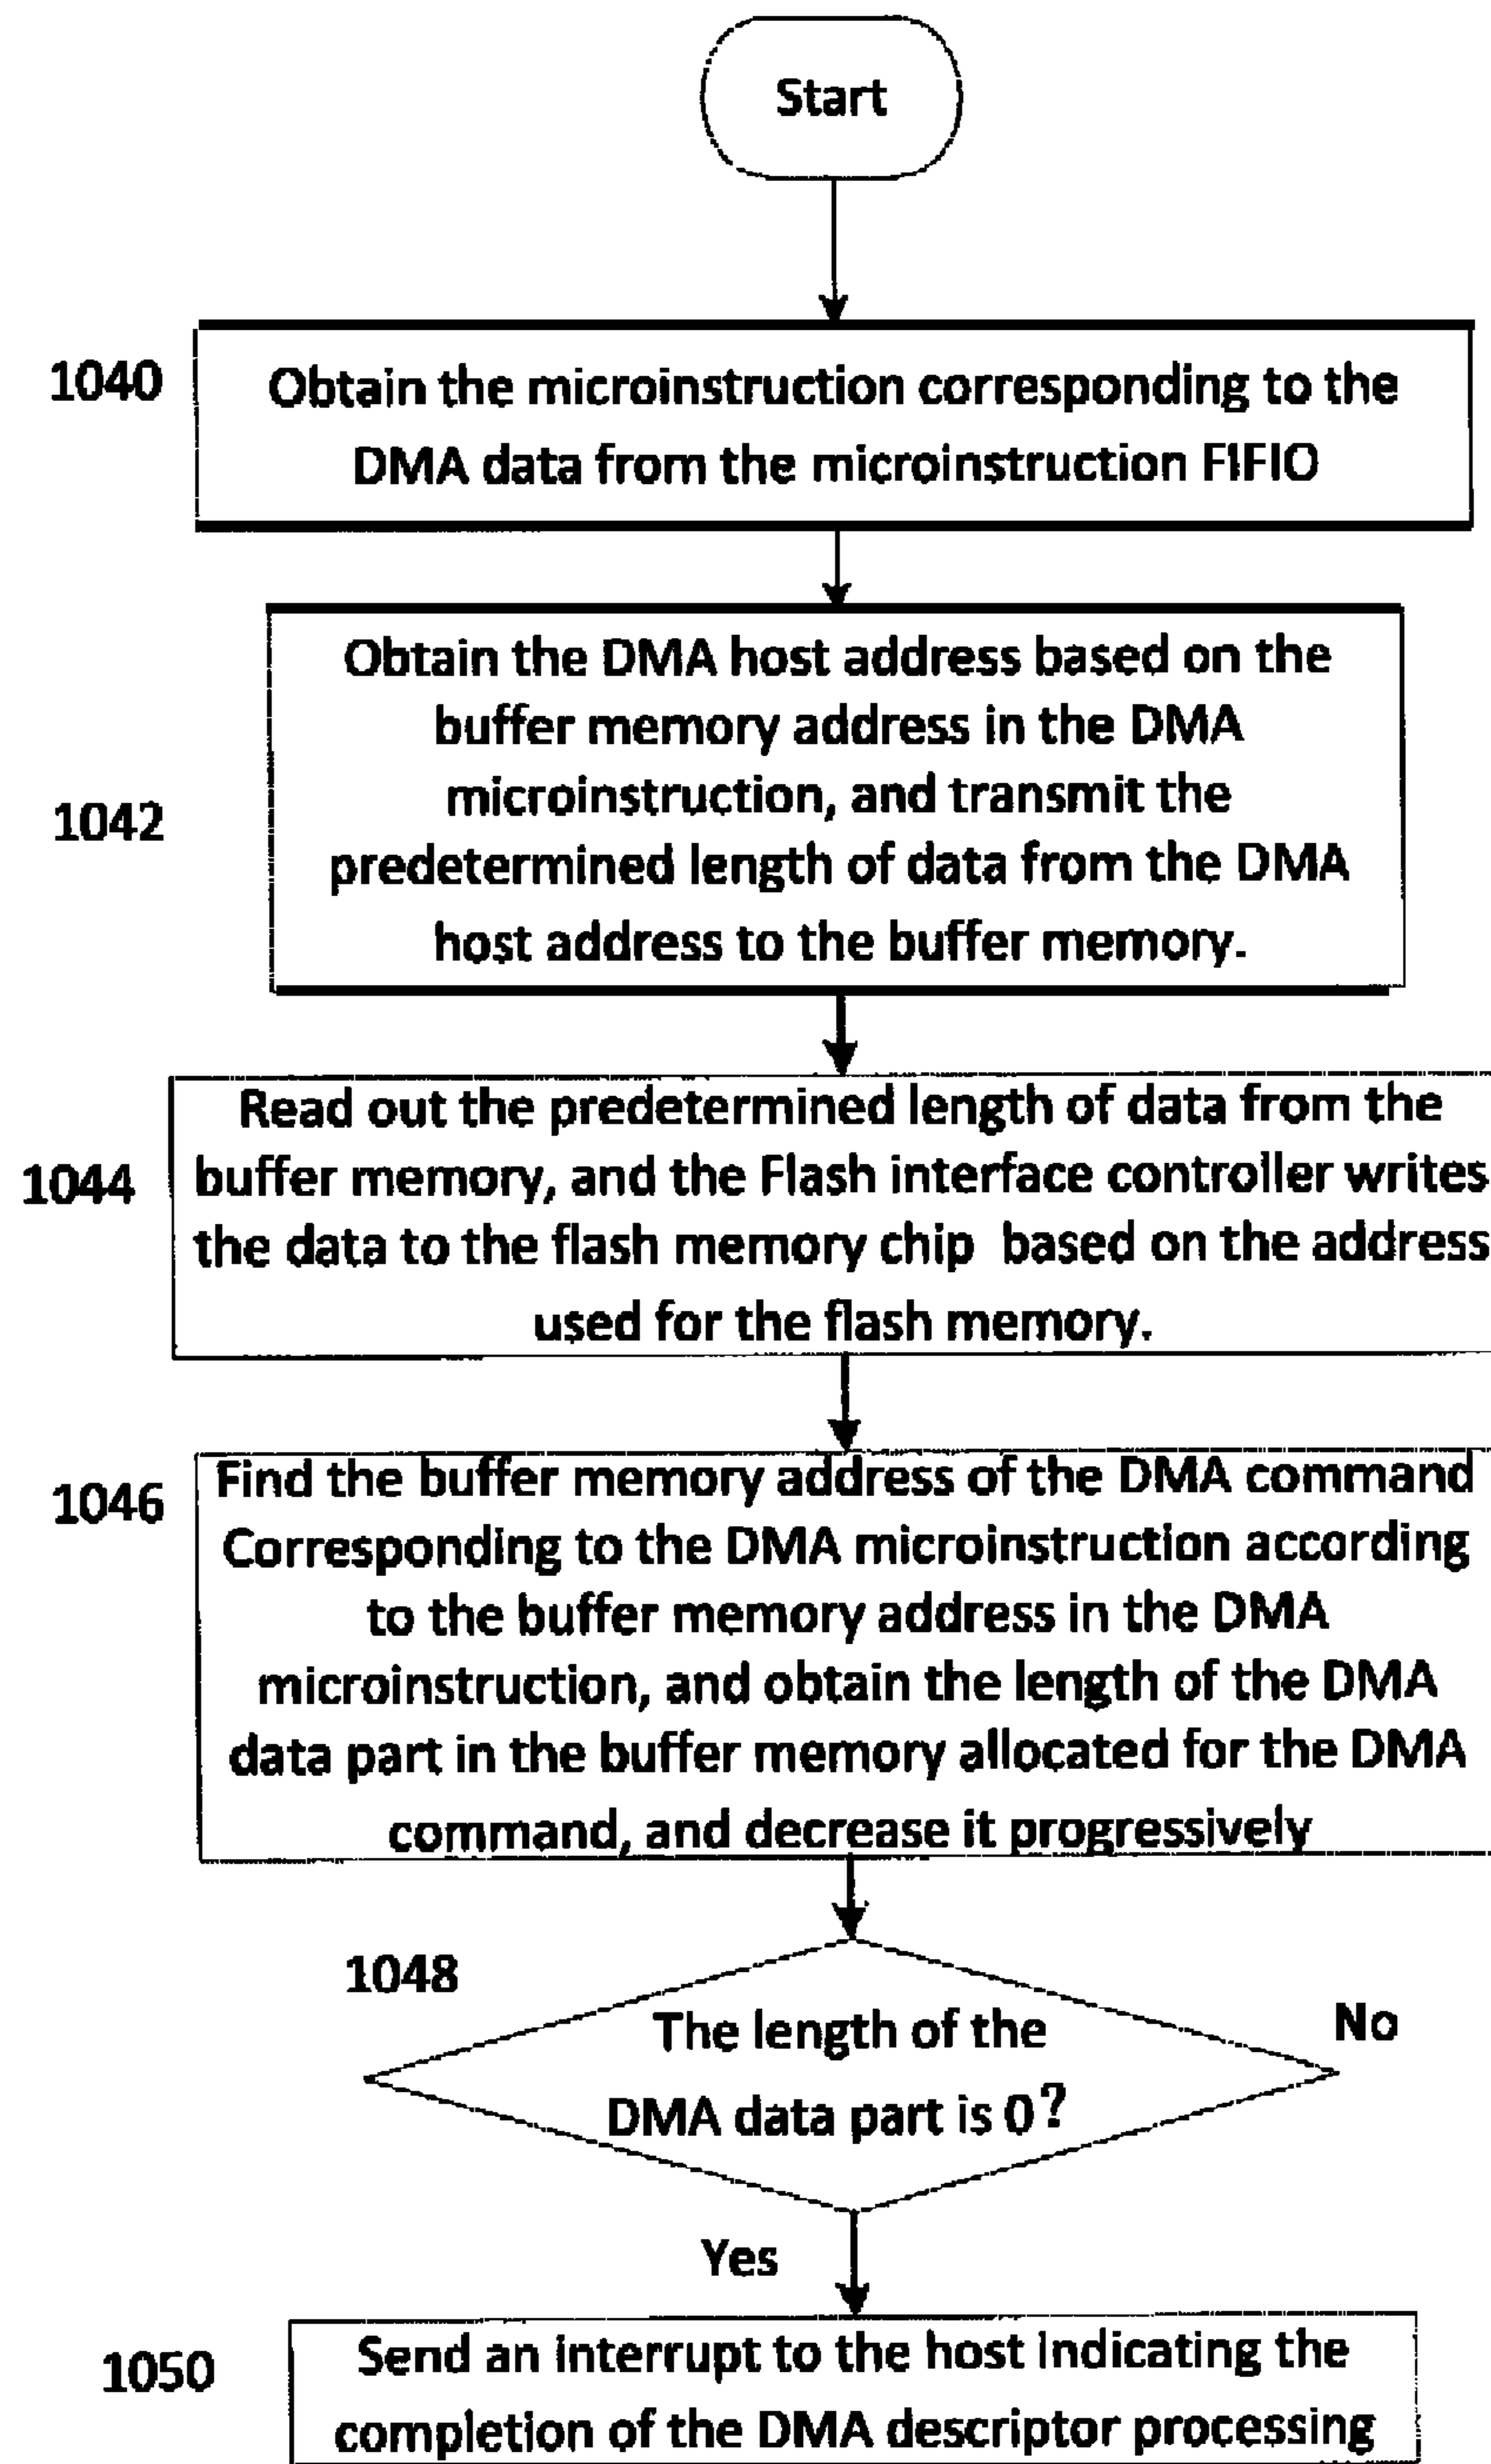 Start
1040
Obtain the microinstruction corresponding to the
DMA data from the microinstruction FIFIO
Obtain the DMA host address based on the
buffer memory address in the DMA
microinstruction, and transmit the
1042
predetermined length of data from the DMA
host address to the buffer memory.
Read out the predetermined length of data from the
1044
buffer memory, and the Flash interface controller writes
the data to the flash memory chip based on the address
used for the flash memory.
1046
Find the buffer memory address of the DMA command
Corresponding to the DMA microinstruction according
to the buffer memory address in the DMA
microinstruction, and obtain the length of the DMA
data part in the buffer memory allocated for the DMA
command, and decrease it progressively
1048
The length of the
DMA data part is 0?
No
Yes
1050
Send an interrupt to the host Indicating the
completion of the DMA descriptor processing